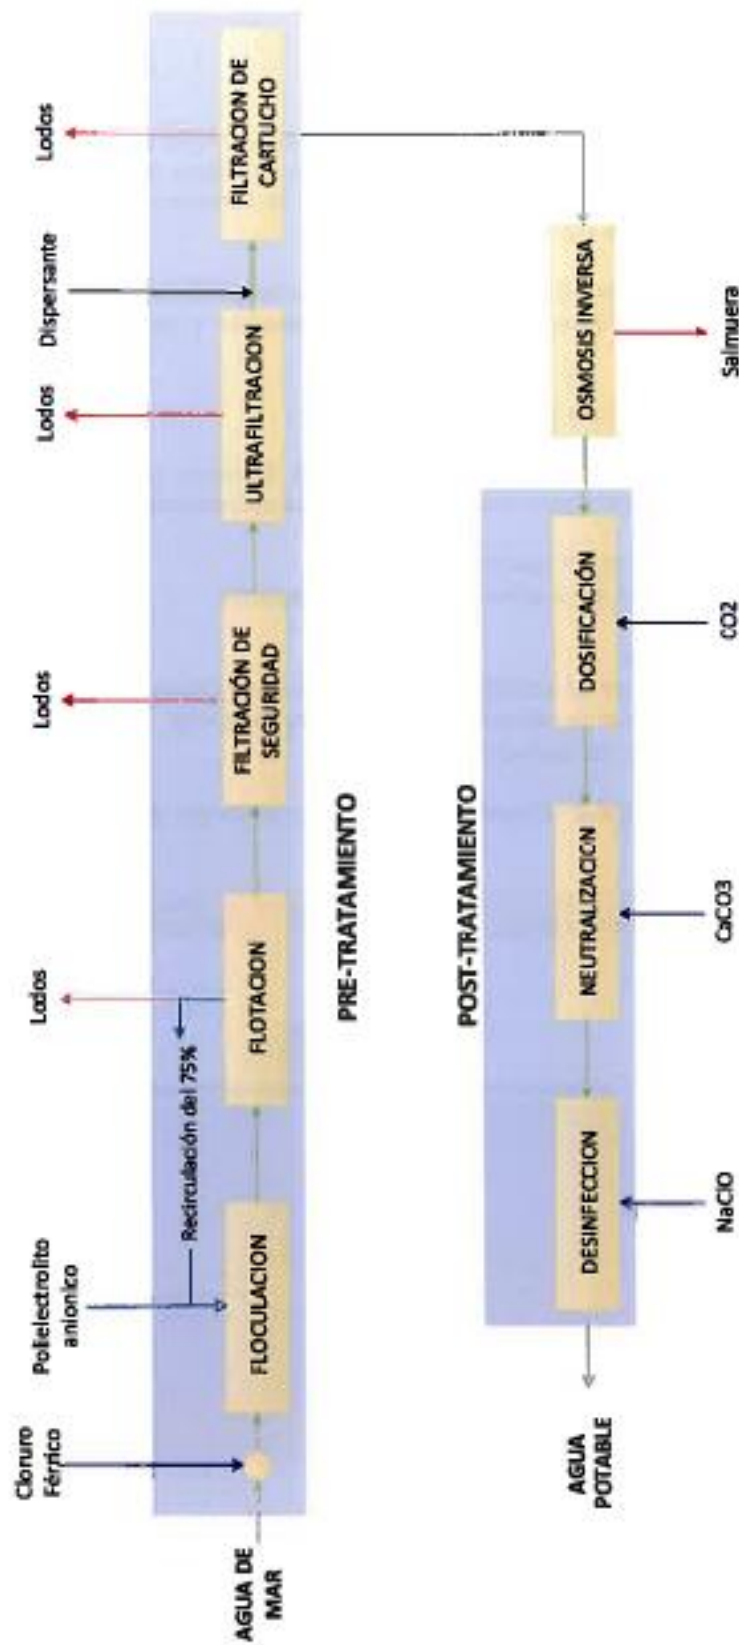 Cloruro
Férrico
Polielectrolito
anionico
Lodos
Lodos
Lodos
Dispersante
Lodos
Recirculación del 75%
AGUA DE
MAR
FLOCULACION
FLOTACION
FILTRACIÓN DE
SEGURIDAD
ULTRAFILTRACION
FILTRACION DE
CARTUCHO
PRE-TRATAMIENTO
POST-TRATAMIENTO
AGUA
POTABLE
DESINFECCION
NEUTRALIZACION
DOSIFICACIÓN
OSMOSIS INVERSA
NaClO
CaCO3
CO2
Salmuera